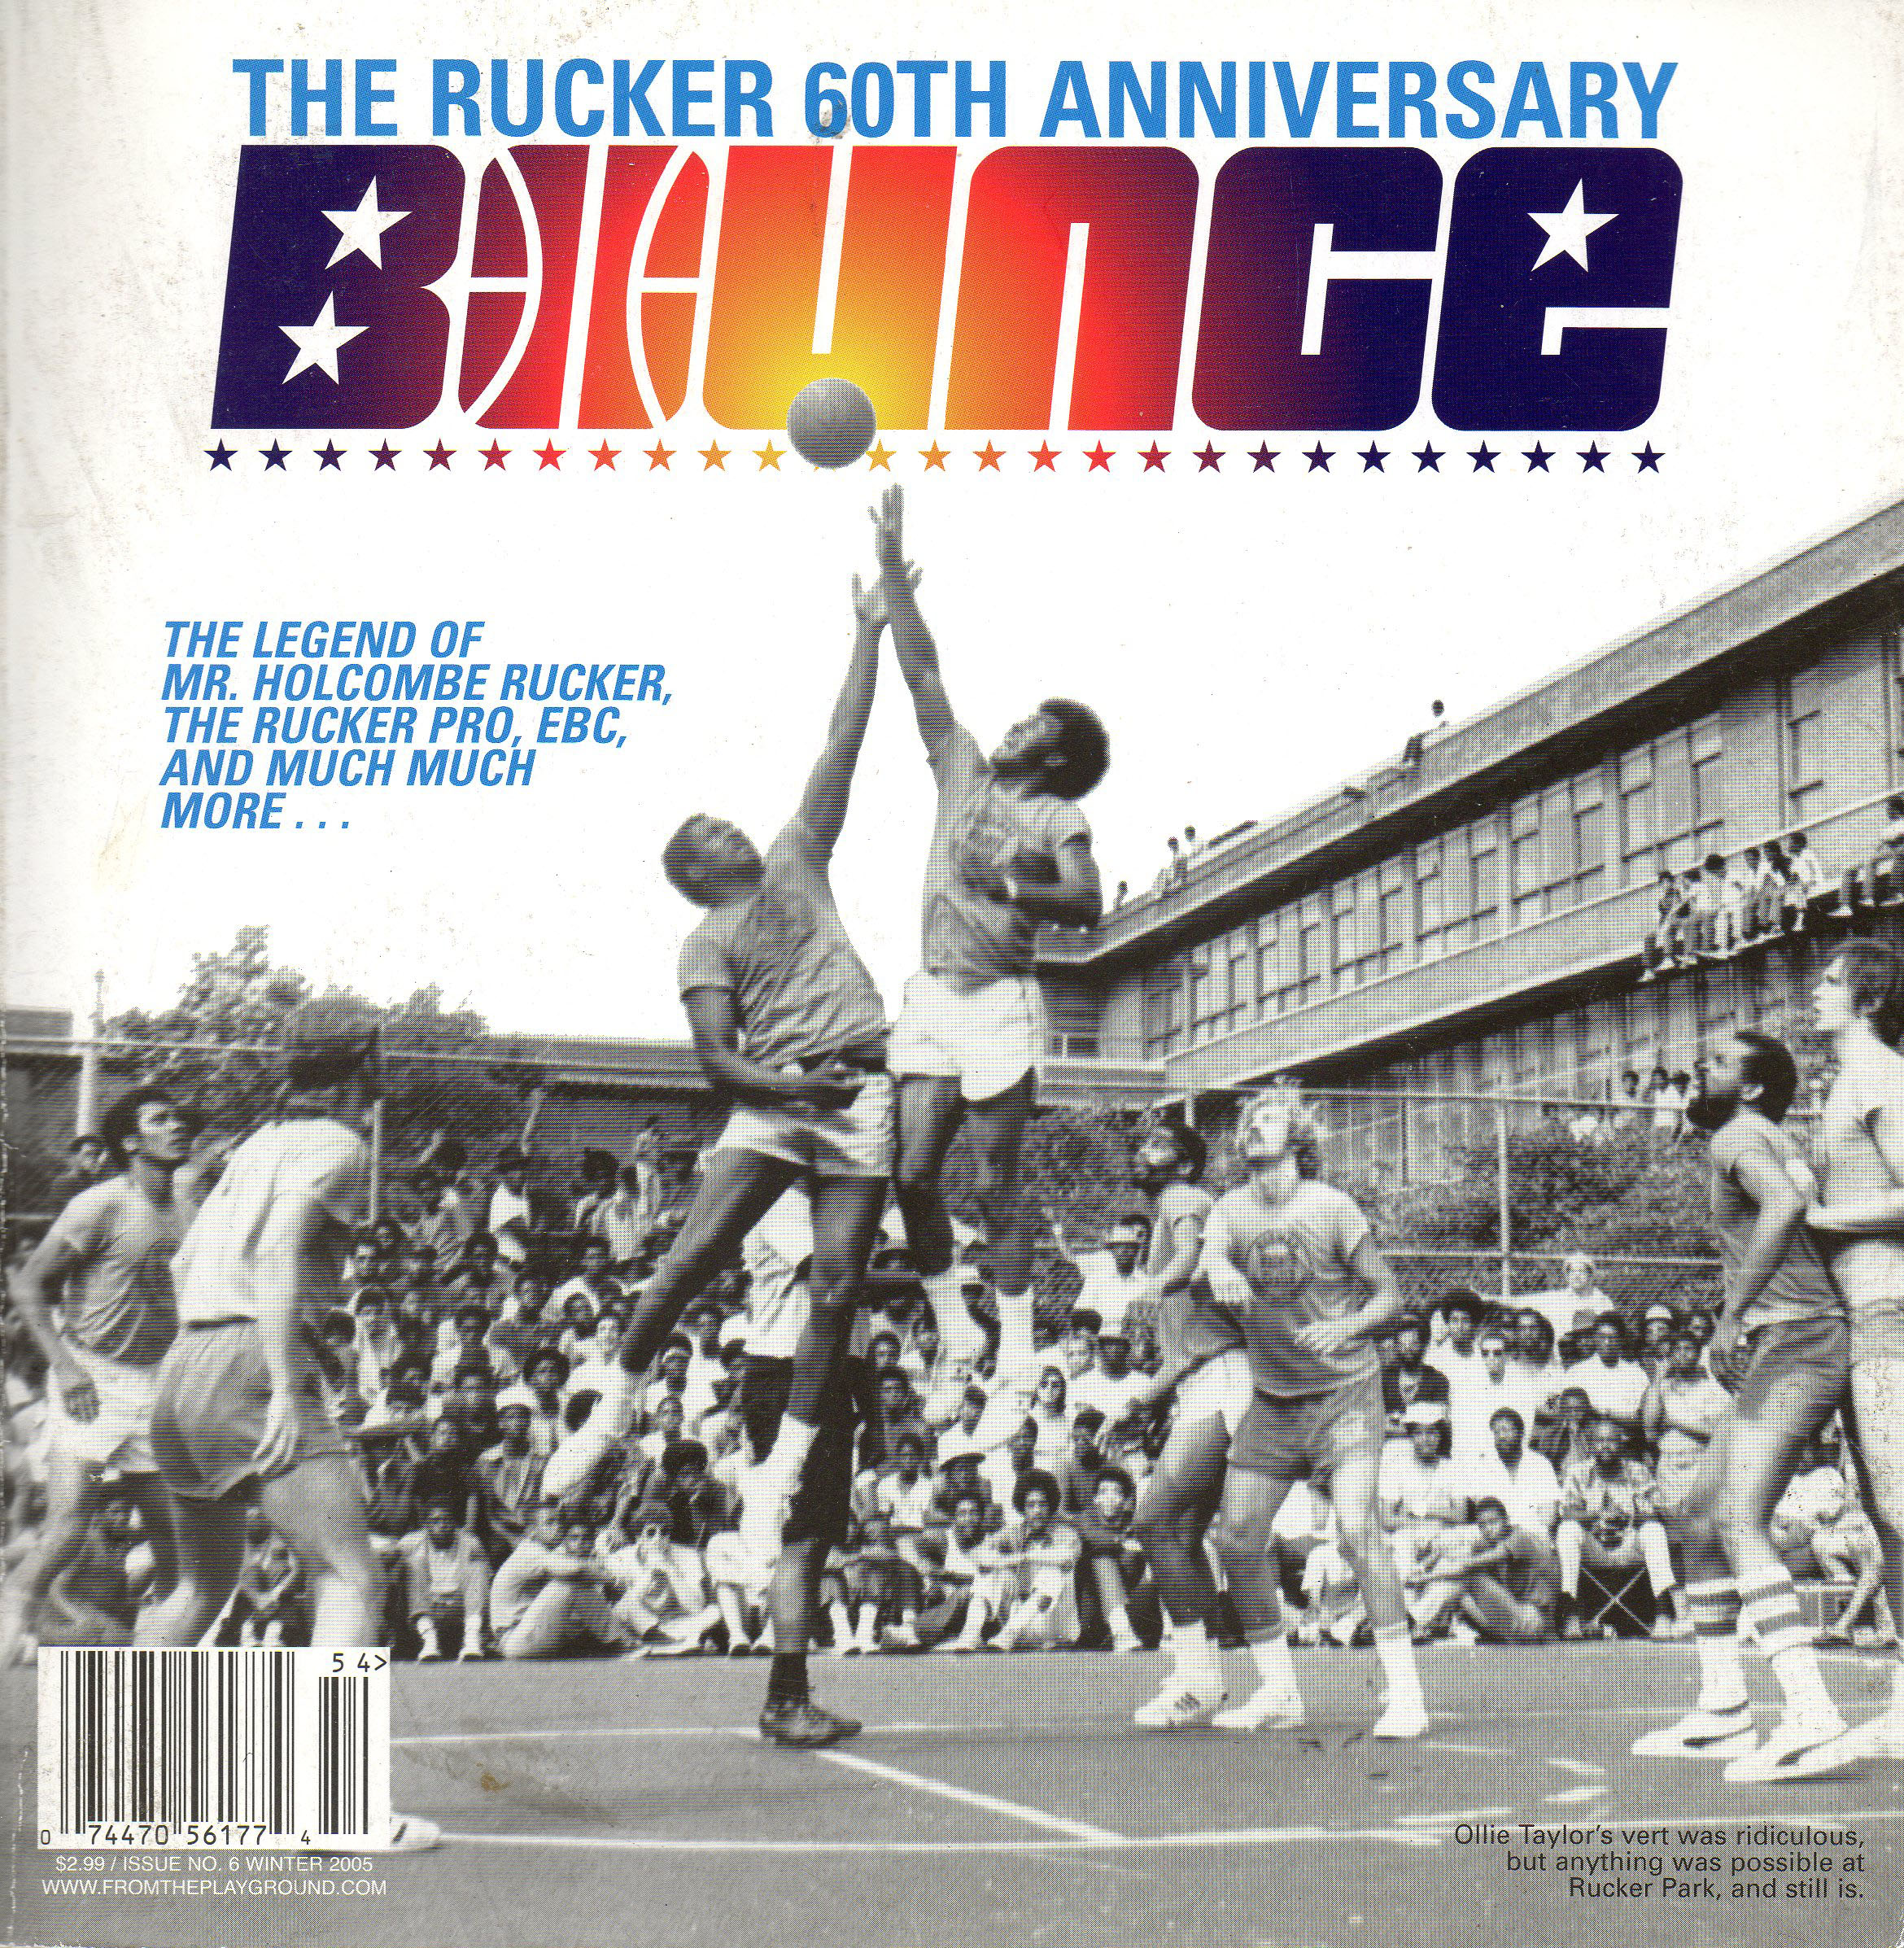 THE RUCKER 60TH ANNIVERSARY
BOUNCE
THE LEGEND OF
MR. HOLCOMBE RUCKER,
THE RUCKER PRO, EBC,
AND MUCH MUCH
MORE . . .
5 4>
0 74470 56177 4
$2.99 / ISSUE NO. 6 WINTER 2005
WWW.FROMTHEPLAYGROUND.COM
Ollie Taylor's vert was ridiculous,
but anything was possible at
Rucker Park, and still is.